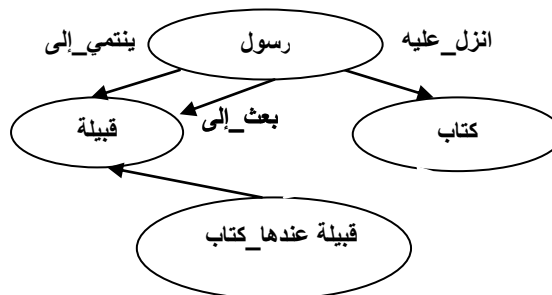 انزل_عليه
رسول
ينتمي_إلى
كتاب
بعث_إلى
قبيلة
قبيلة عندها_كتاب